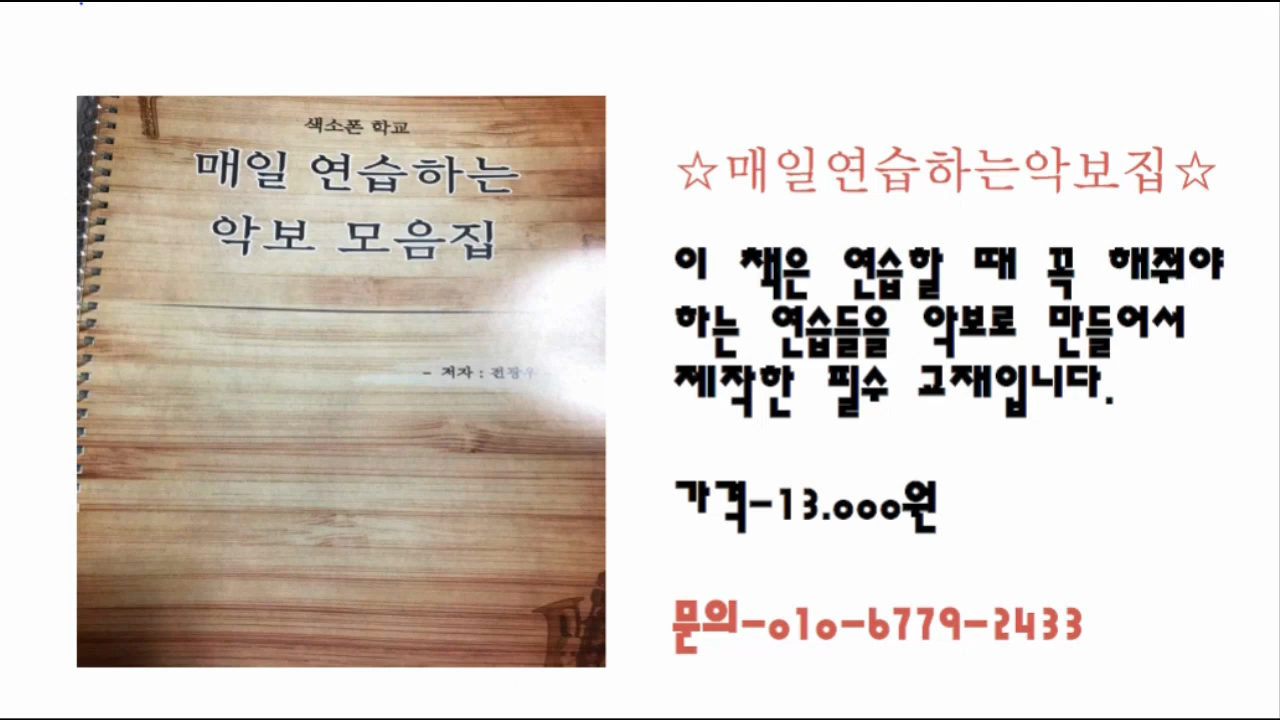 색소폰 학교
매일 연습하는
악보 모음집
- 저자 : 전장우 -
☆매일연습하는악보집☆
이 책은 연습할 때 꼭 해줘야
하는 연습들을 악보로 만들어서
제작한 필수 교재입니다.
가격-13.000원
문의-010-6779-2433